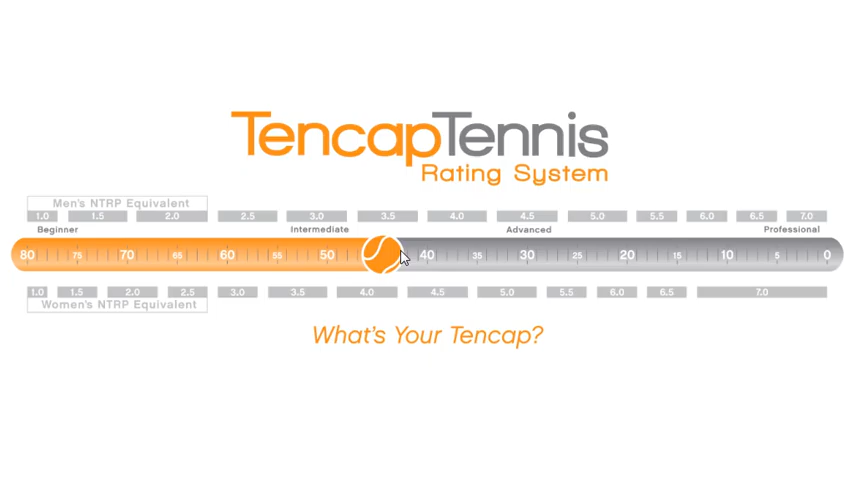 TencapTennis
Rating System
Men's NTRP Equivalent
1.0 1.5 2.0 2.5 3.0 3.5 4.0 4.5 5.0 5.5 6.0 6.5 7.0
Beginner Intermediate Advanced Professional
80 75 70 65 60 55 50 40 35 30 25 20 15 10 5 0
1.0 1.5 2.0 2.5 3.0 3.5 4.0 4.5 5.0 5.5 6.0 6.5 7.0
Women's NTRP Equivalent
What's Your Tencap?